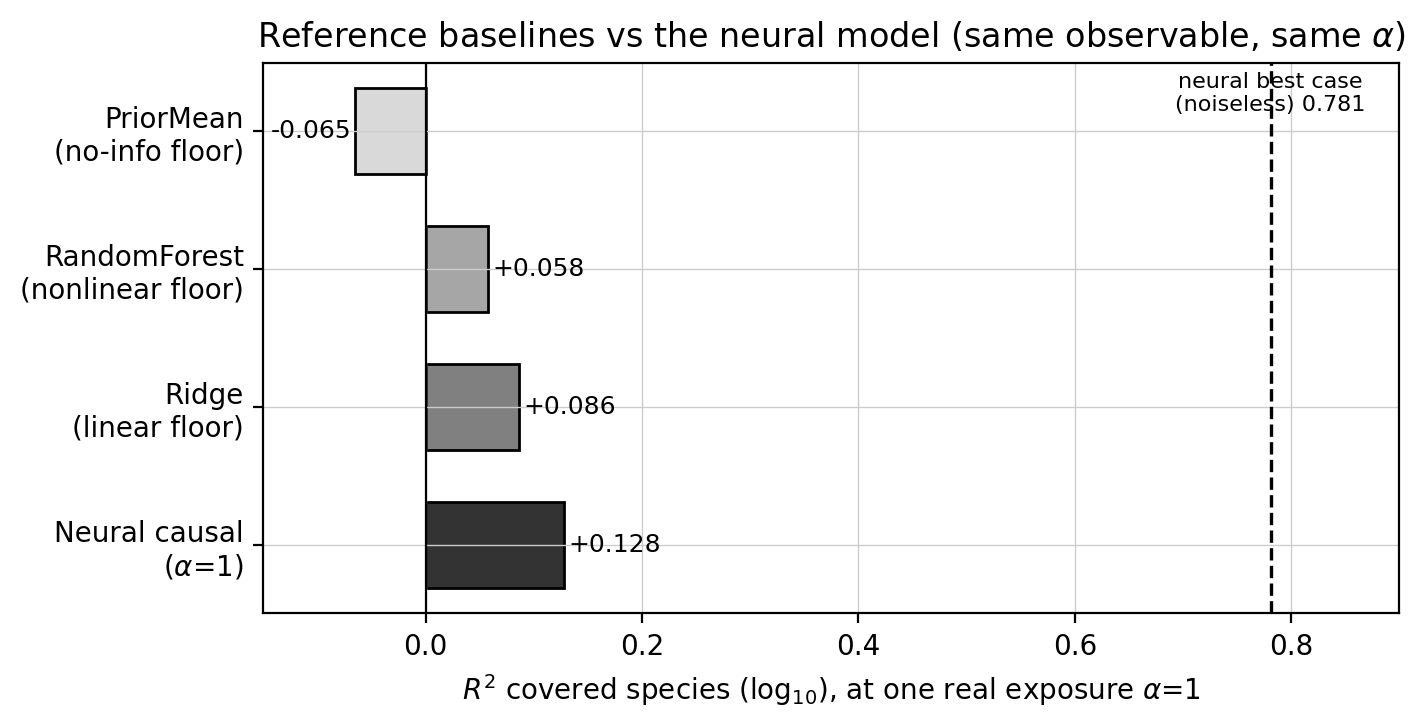 Reference baselines vs the neural model (same observable, same α)
neural best case
(noiseless) 0.781
PriorMean
(no-info floor)
-0.065
RandomForest
(nonlinear floor)
+0.058
Ridge
(linear floor)
+0.086
Neural causal
(α=1)
+0.128
0.0 0.2 0.4 0.6 0.8
R² covered species (log₁₀), at one real exposure α=1